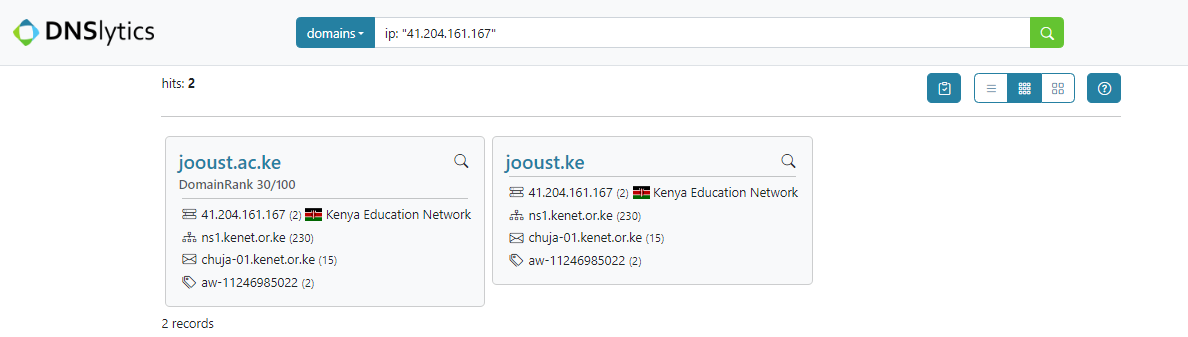 DNSlytics
domains
ip: "41.204.161.167"
hits: 2
jooust.ac.ke
DomainRank 30/100
41.204.161.167 (2) Kenya Education Network
ns1.kenet.or.ke (230)
chuja-01.kenet.or.ke (15)
aw-11246985022 (2)
jooust.ke
41.204.161.167 (2) Kenya Education Network
ns1.kenet.or.ke (230)
chuja-01.kenet.or.ke (15)
aw-11246985022 (2)
2 records